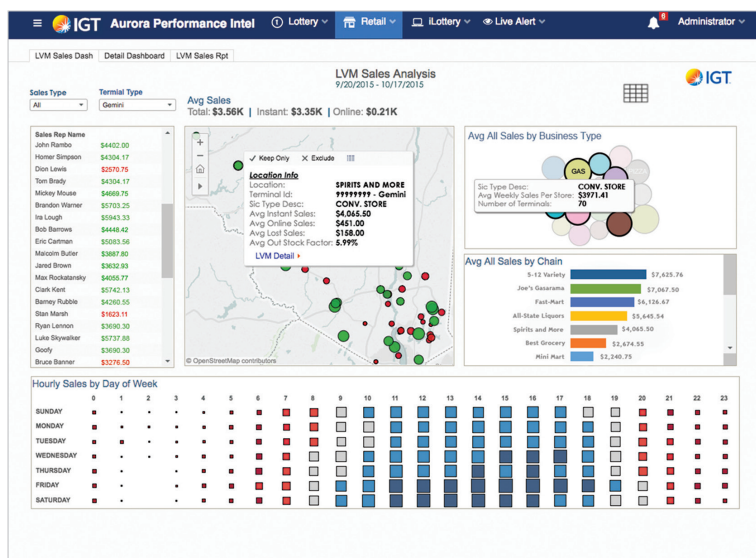 IGT Aurora Performance Intel Lottery Retail iLottery Live Alert 8 Administrator
LVM Sales Dash Detail Dashboard LVM Sales Rpt
LVM Sales Analysis
9/20/2015 - 10/17/2015
IGT
Sales Type Termial Type
All Gemini
Avg Sales
Total: $3.56K | Instant: $3.35K | Online: $0.21K
Sales Rep Name
John Rambo $4402.00
Homer Simpson $4304.17
Dion Lewis $2570.75
Tom Brady $4304.17
Mickey Mouse $4669.75
Brandon Warner $5703.25
Ira Lough $5943.33
Bob Barrows $4448.42
Eric Cartman $5083.56
Malcolm Butler $3887.80
Jared Brown $3632.93
Max Rockatansky $4055.77
Clark Kent $5742.13
Barney Rubble $4260.55
Stan Marsh $1623.11
Ryan Lennon $3690.30
Luke Skywalker $5737.88
Goofy $3690.30
Bruce Banner $3276.50
Keep Only Exclude
Location Info
Location: SPIRITS AND MORE
Terminal Id: 99999999 - Gemini
Sic Type Desc: CONV. STORE
Avg Instant Sales: $4,065.50
Avg Online Sales: $451.00
Avg Lost Sales: $158.00
Avg Out Stock Factor: 5.99%
LVM Detail
© OpenStreetMap contributors
Avg All Sales by Business Type
GAS
Sic Type Desc: CONV. STORE
Avg Weekly Sales Per Store: $3971.41
Number of Terminals: 70
Avg All Sales by Chain
5-12 Variety $7,625.76
Joe's Gasarama $7,067.50
Fast-Mart $6,126.67
All-State Liquors $5,645.54
Spirits and More $4,065.50
Best Grocery $2,674.55
Mini Mart $2,240.75
Hourly Sales by Day of Week
0 1 2 3 4 5 6 7 8 9 10 11 12 13 14 15 16 17 18 19 20 21 22 23
SUNDAY
MONDAY
TUESDAY
WEDNESDAY
THURSDAY
FRIDAY
SATURDAY